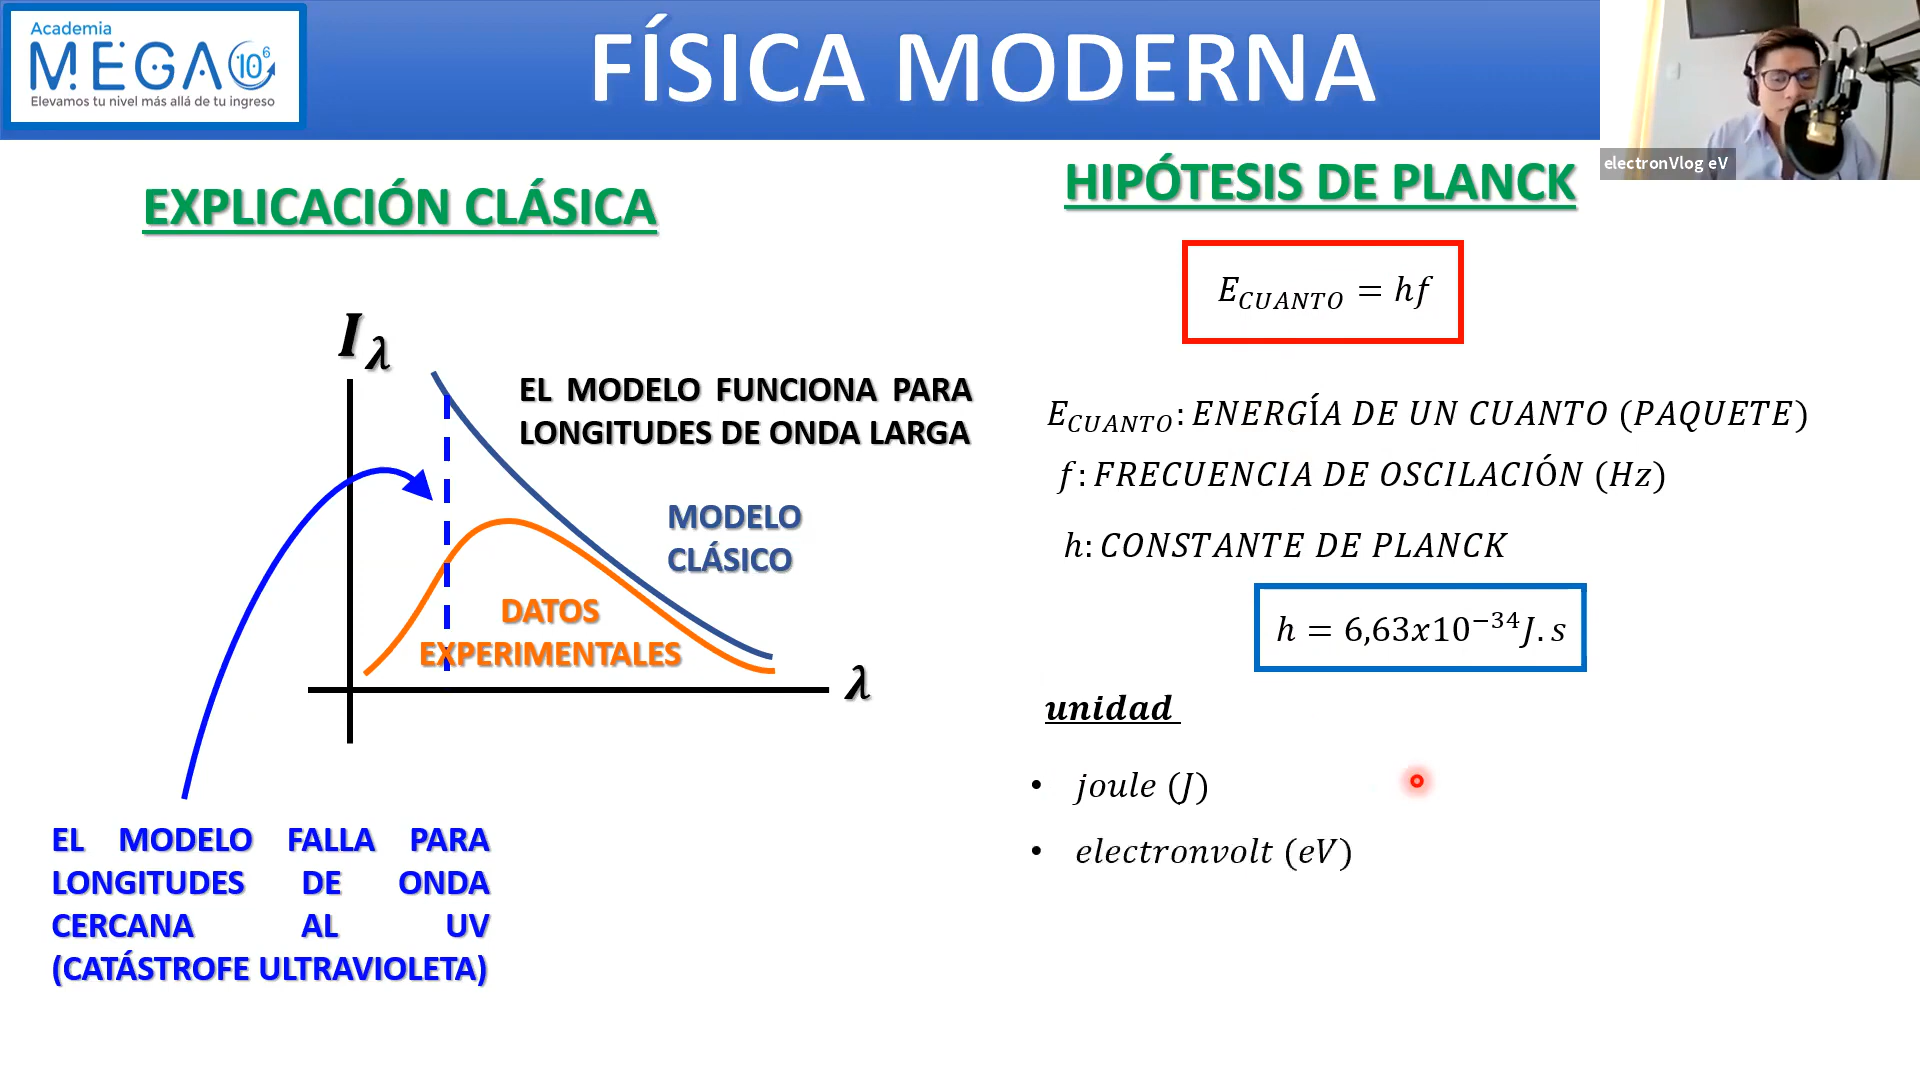 Academia
MEGA 10⁶
Elevamos tu nivel más allá de tu ingreso
FÍSICA MODERNA
electronVlog eV
EXPLICACIÓN CLÁSICA
I_λ
EL MODELO FUNCIONA PARA
LONGITUDES DE ONDA LARGA
MODELO
CLÁSICO
DATOS
EXPERIMENTALES
λ
EL MODELO FALLA PARA
LONGITUDES DE ONDA
CERCANA AL UV
(CATÁSTROFE ULTRAVIOLETA)
HIPÓTESIS DE PLANCK
E_CUANTO = hf
E_CUANTO: ENERGÍA DE UN CUANTO (PAQUETE)
f: FRECUENCIA DE OSCILACIÓN (Hz)
h: CONSTANTE DE PLANCK
h = 6,63x10⁻³⁴J.s
unidad
• joule (J)
• electronvolt (eV)